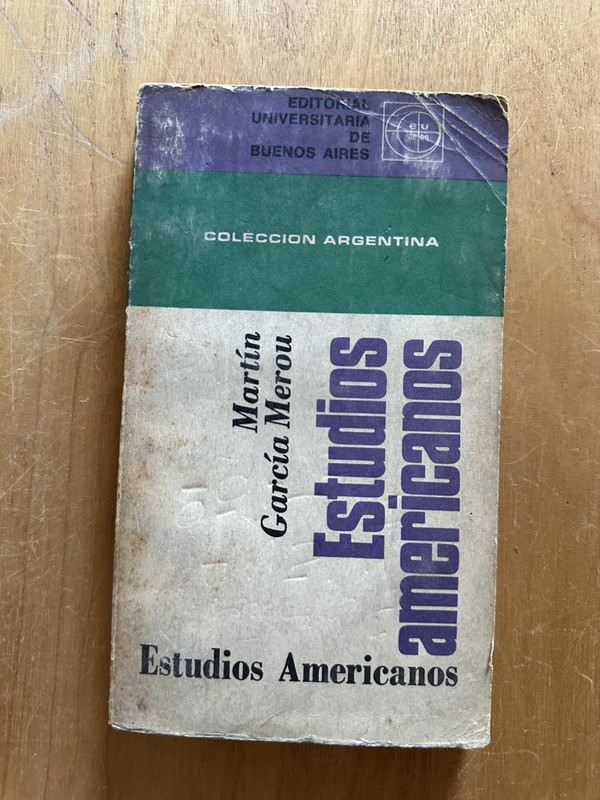 EDITORIAL
UNIVERSITARIA
DE
BUENOS AIRES
e u
COLECCION ARGENTINA
Martín
García Merou
Estudios
americanos
Estudios Americanos